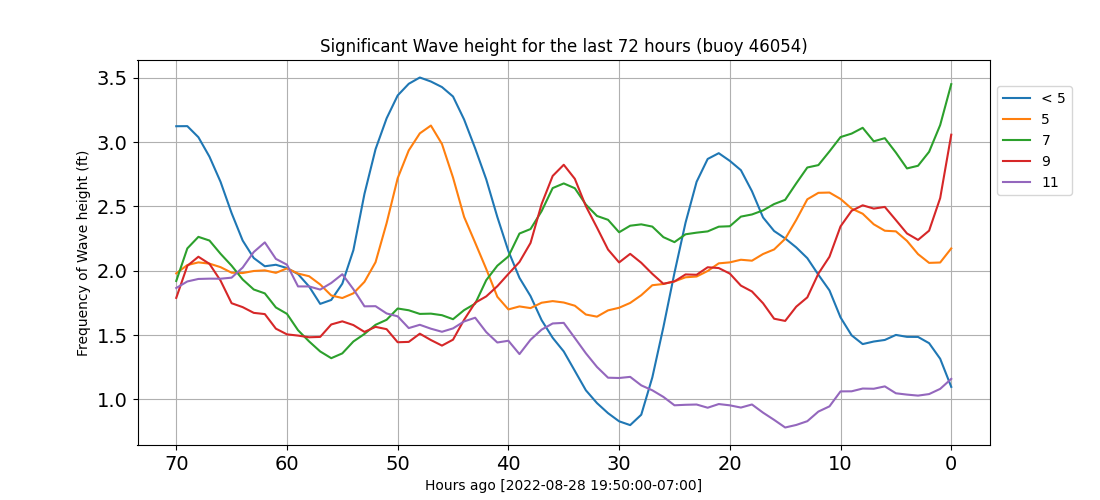 Significant Wave height for the last 72 hours (buoy 46054)
Frequency of Wave height (ft)
3.5
3.0
2.5
2.0
1.5
1.0
70 60 50 40 30 20 10 0
Hours ago [2022-08-28 19:50:00-07:00]
< 5
5
7
9
11